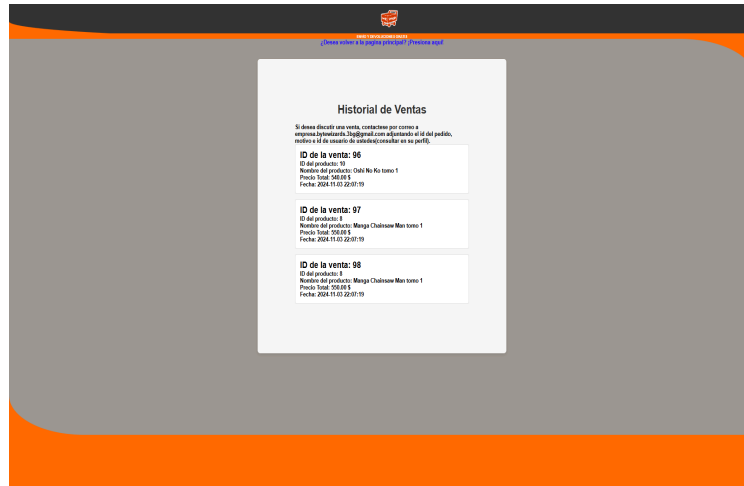 ENVÍO Y DEVOLUCIONES GRATIS
¿Desea volver a la pagina principal? ¡Presiona aquí!
Historial de Ventas
Si desea discutir una venta, contactese por correo a
empresa.bytewizards.3bg@gmail.com adjuntando el id del pedido,
motivo e id de usuario de ustedes(consultar en su perfil).
ID de la venta: 96
ID del producto: 10
Nombre del producto: Oshi No Ko tomo 1
Precio Total: 540.00 $
Fecha: 2024-11-03 22:07:19
ID de la venta: 97
ID del producto: 8
Nombre del producto: Manga Chainsaw Man tomo 1
Precio Total: 550.00 $
Fecha: 2024-11-03 22:07:19
ID de la venta: 98
ID del producto: 8
Nombre del producto: Manga Chainsaw Man tomo 1
Precio Total: 550.00 $
Fecha: 2024-11-03 22:07:19